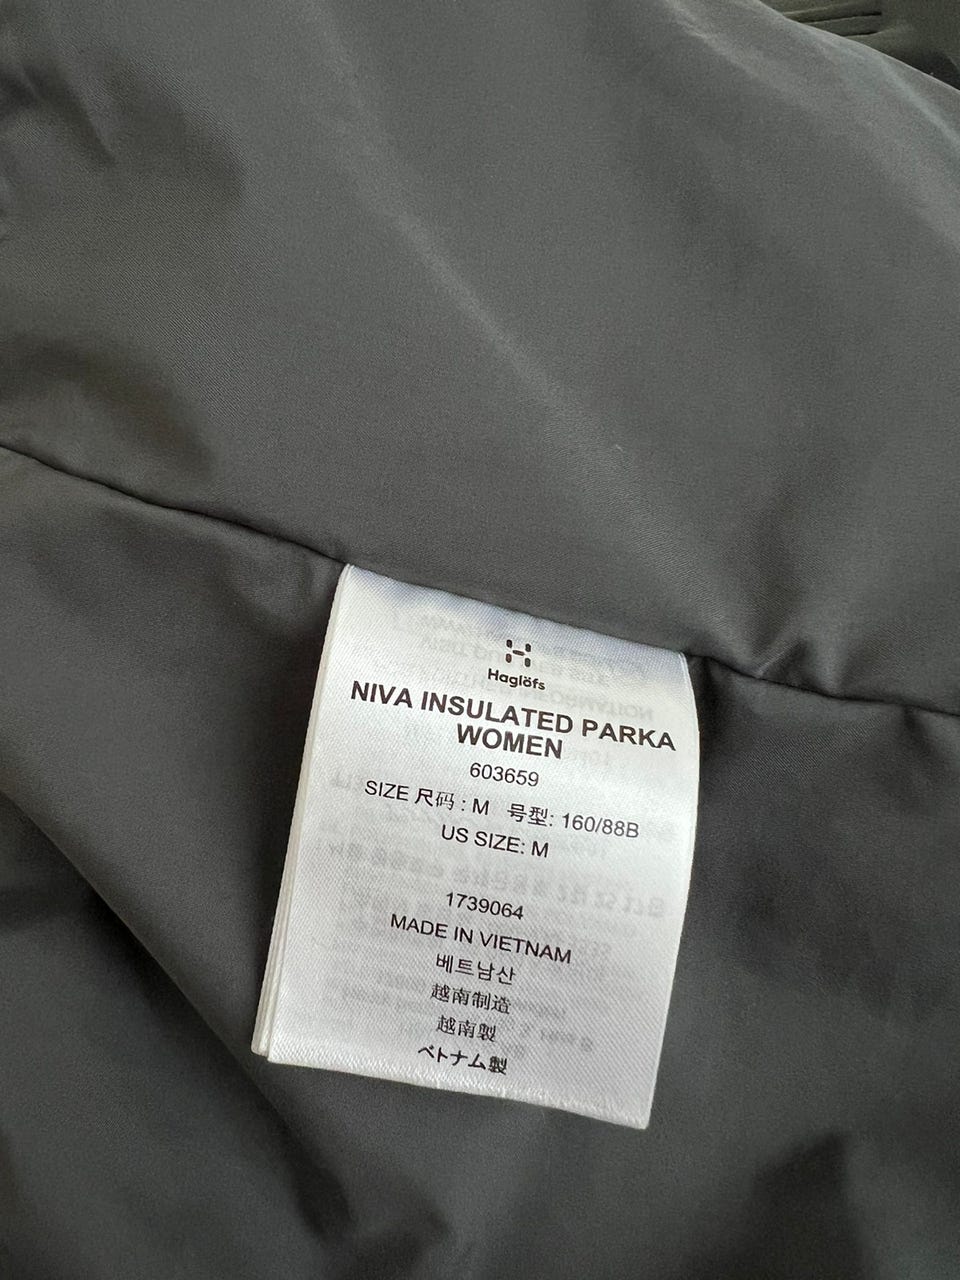 Haglöfs
NIVA INSULATED PARKA
WOMEN
603659
SIZE 尺码 : M 号型: 160/88B
US SIZE: M
1739064
MADE IN VIETNAM
베트남산
越南制造
越南製
ベトナム製